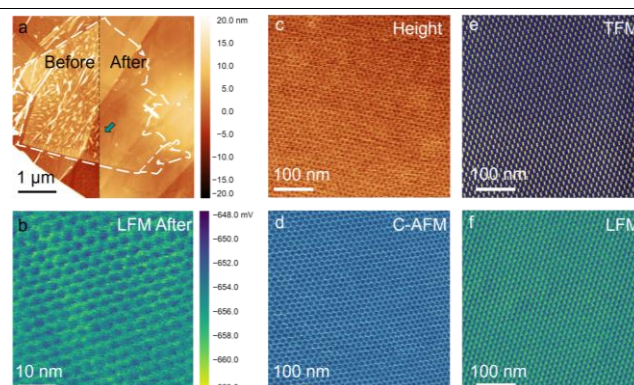 a
Before
After
1 μm
20.0 nm
15.0
10.0
5.0
0.0
-5.0
-10.0
-15.0
-20.0
c
Height
100 nm
e
TFM
100 nm
b
LFM After
10 nm
-648.0 mV
-650.0
-652.0
-654.0
-656.0
-658.0
-660.0
d
C-AFM
100 nm
f
LFM
100 nm